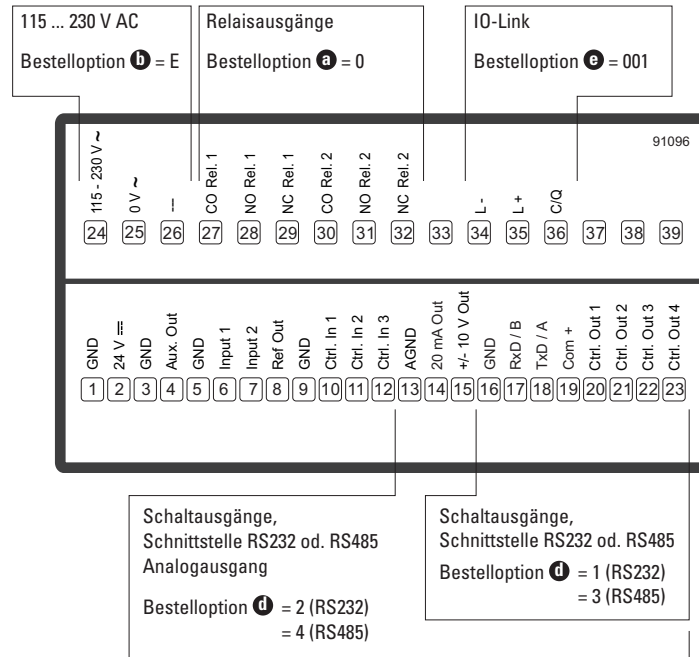 115 ... 230 V AC
Bestelloption b = E
Relaisausgänge
Bestelloption a = 0
IO-Link
Bestelloption e = 001
91096
115 - 230 V ~
0 V ~
---
CO Rel. 1
NO Rel. 1
NC Rel. 1
CO Rel. 2
NO Rel. 2
NC Rel. 2
L -
L +
C/Q
24 25 26 27 28 29 30 31 32 33 34 35 36 37 38 39
GND
24 V ⎓
GND
Aux. Out
GND
Input 1
Input 2
Ref Out
GND
Ctrl. In 1
Ctrl. In 2
Ctrl. In 3
AGND
20 mA Out
+/- 10 V Out
GND
RxD / B
TxD / A
Com +
Ctrl. Out 1
Ctrl. Out 2
Ctrl. Out 3
Ctrl. Out 4
1 2 3 4 5 6 7 8 9 10 11 12 13 14 15 16 17 18 19 20 21 22 23
Schaltausgänge,
Schnittstelle RS232 od. RS485
Analogausgang
Bestelloption d = 2 (RS232)
= 4 (RS485)
Schaltausgänge,
Schnittstelle RS232 od. RS485
Bestelloption d = 1 (RS232)
= 3 (RS485)